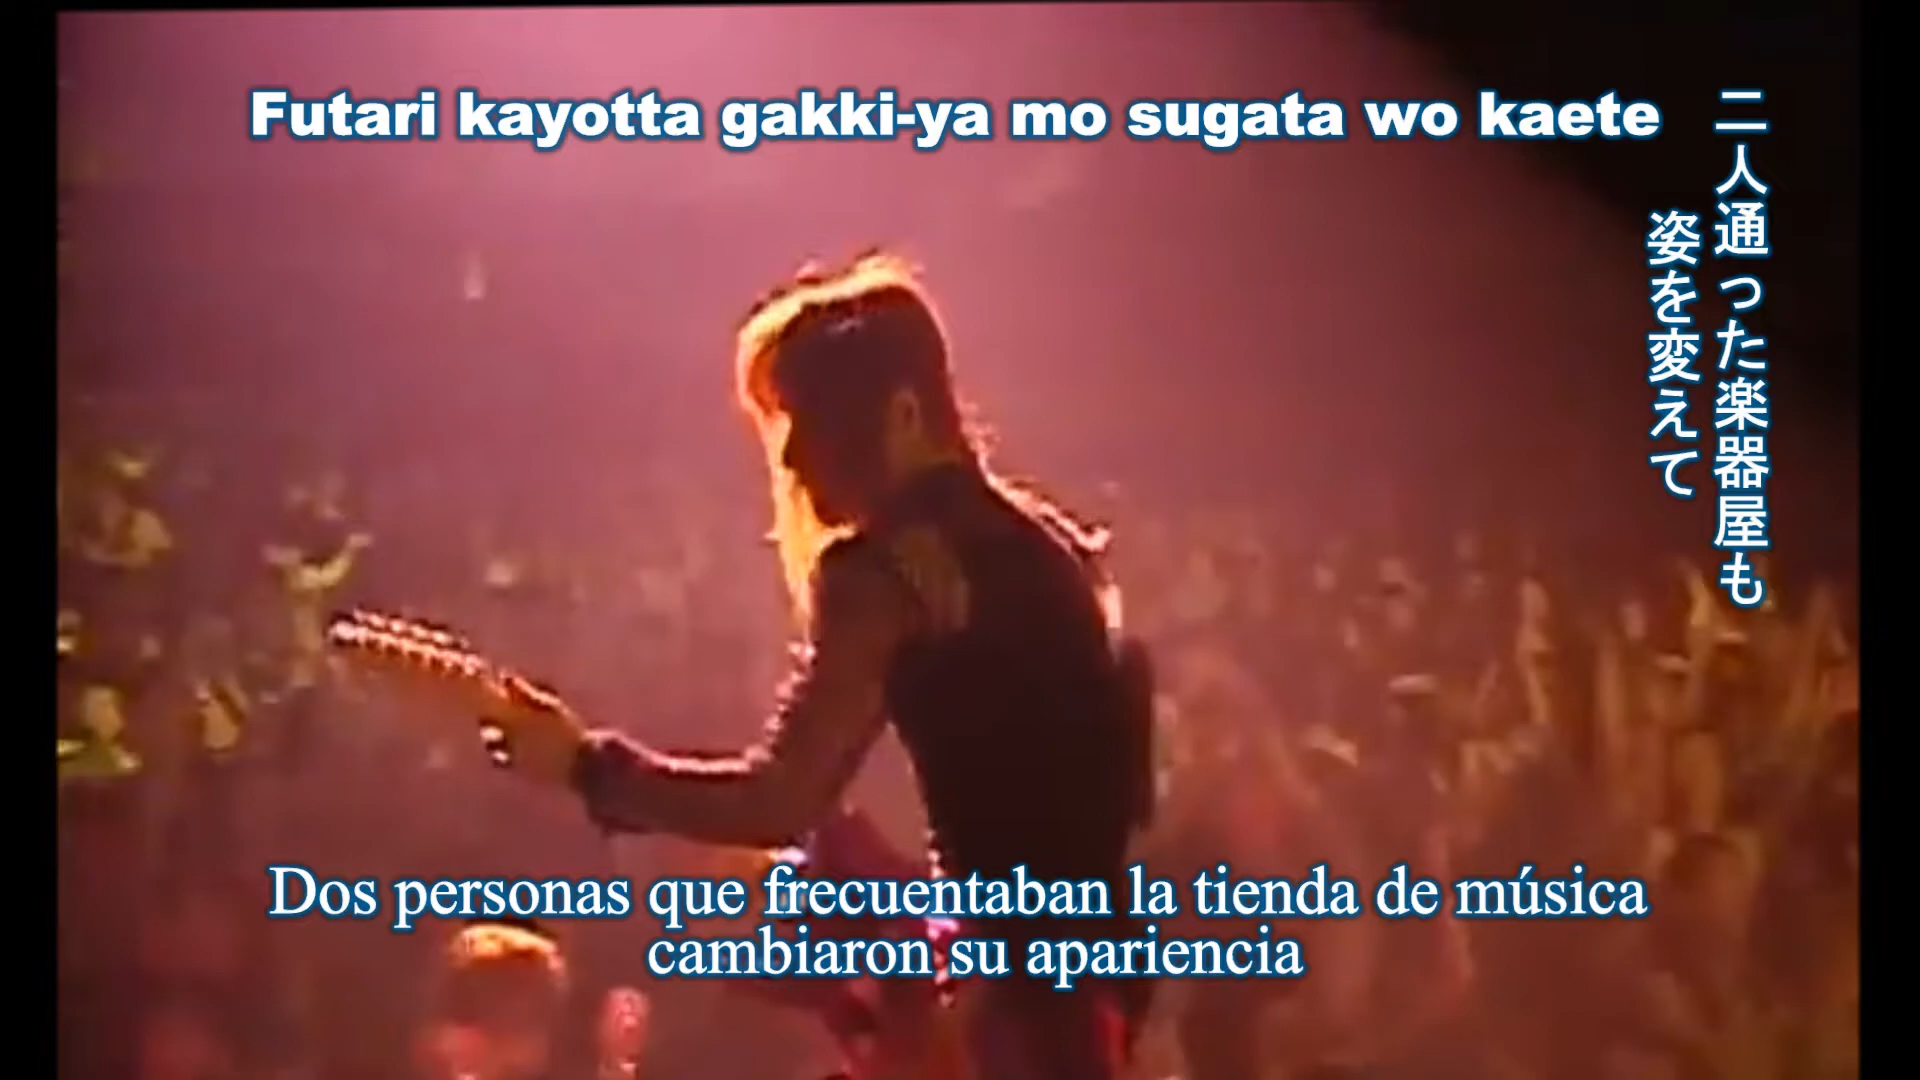 Futari kayotta gakki-ya mo sugata wo kaete
二人通った楽器屋も
姿を変えて
Dos personas que frecuentaban la tienda de música
cambiaron su apariencia